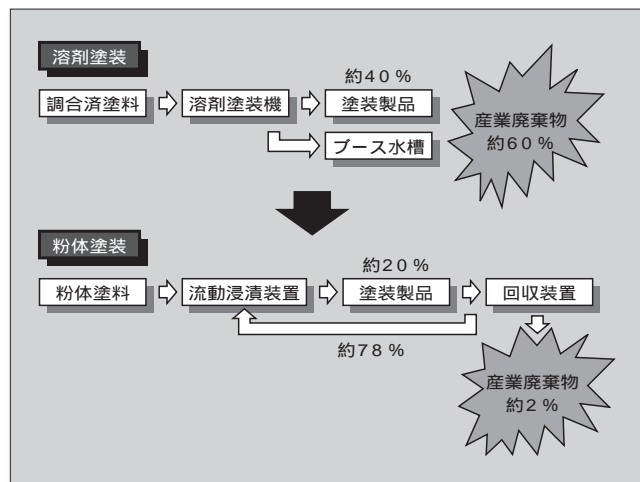 溶剤塗装
約40%
調合済塗料
溶剤塗装機
塗装製品
ブース水槽
産業廃棄物
約60%
粉体塗装
約20%
粉体塗料
流動浸漬装置
塗装製品
回収装置
約78%
産業廃棄物
約2%